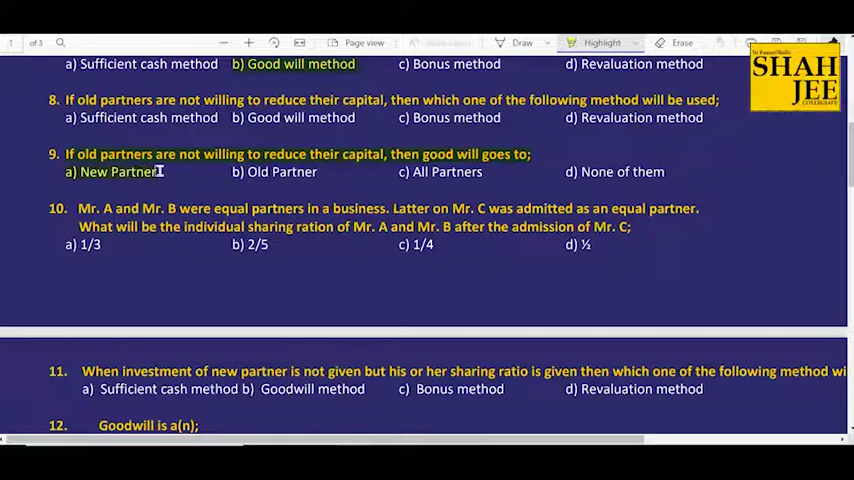 1 of 3 Page view Draw Highlight Erase
SHAH
JEE
COLLEGIATE
a) Sufficient cash method b) Good will method c) Bonus method d) Revaluation method
8. If old partners are not willing to reduce their capital, then which one of the following method will be used;
a) Sufficient cash method b) Good will method c) Bonus method d) Revaluation method
9. If old partners are not willing to reduce their capital, then good will goes to;
a) New Partner b) Old Partner c) All Partners d) None of them
10. Mr. A and Mr. B were equal partners in a business. Latter on Mr. C was admitted as an equal partner.
What will be the individual sharing ration of Mr. A and Mr. B after the admission of Mr. C;
a) 1/3 b) 2/5 c) 1/4 d) ½
11. When investment of new partner is not given but his or her sharing ratio is given then which one of the following method wi
a) Sufficient cash method b) Goodwill method c) Bonus method d) Revaluation method
12. Goodwill is a(n);